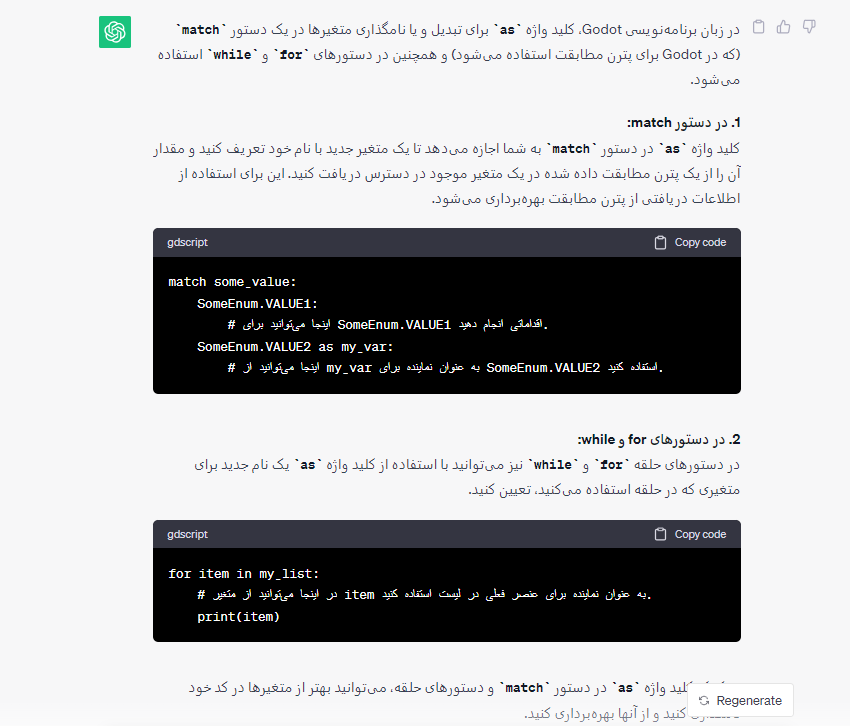 در زبان برنامه‌نویسی Godot، کلید واژه `as` برای تبدیل و یا نامگذاری متغیرها در یک دستور `match`
(که در Godot برای پترن مطابقت استفاده می‌شود) و همچنین در دستورهای `for` و `while` استفاده
می‌شود.
1. در دستور match:
کلید واژه `as` در دستور `match` به شما اجازه می‌دهد تا یک متغیر جدید با نام خود تعریف کنید و مقدار
آن را از یک پترن مطابقت داده شده در یک متغیر موجود در دسترس دریافت کنید. این برای استفاده از
اطلاعات دریافتی از پترن مطابقت بهره‌برداری می‌شود.
gdscript Copy code
match some_value:
SomeEnum.VALUE1:
# اینجا می‌توانید برای SomeEnum.VALUE1 اقداماتی انجام دهید.
SomeEnum.VALUE2 as my_var:
# اینجا می‌توانید از my_var به عنوان نماینده برای SomeEnum.VALUE2 استفاده کنید.
2. در دستورهای for و while:
در دستورهای حلقه `for` و `while` نیز می‌توانید با استفاده از کلید واژه `as` یک نام جدید برای
متغیری که در حلقه استفاده می‌کنید، تعیین کنید.
gdscript Copy code
for item in my_list:
# در اینجا می‌توانید از متغیر item به عنوان نماینده برای عنصر فعلی در لیست استفاده کنید.
print(item)
کلید واژه `as` در دستور `match` و دستورهای حلقه، می‌توانید بهتر از متغیرها در کد خود
کنید و از آنها بهره‌برداری کنید.
Regenerate